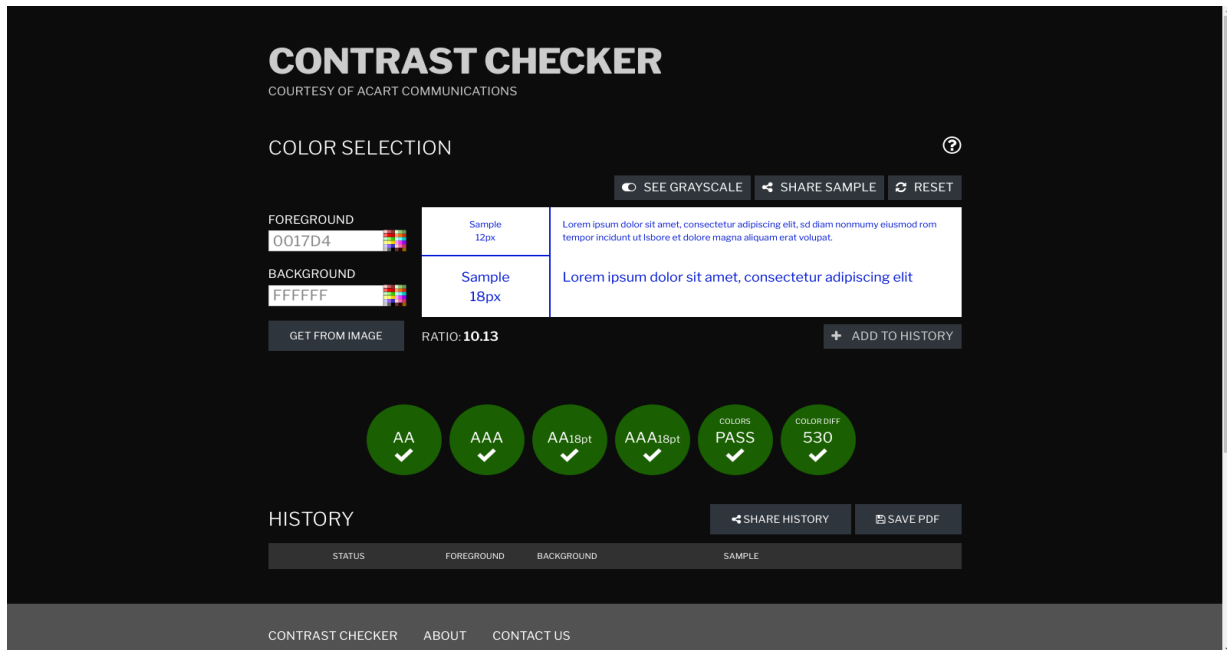 CONTRAST CHECKER
COURTESY OF ACART COMMUNICATIONS
COLOR SELECTION
SEE GRAYSCALE
SHARE SAMPLE
RESET
FOREGROUND
0017D4
BACKGROUND
FFFFFF
GET FROM IMAGE
Sample
12px
Lorem ipsum dolor sit amet, consectetur adipiscing elit, sd diam nonmumy eiusmod rom
tempor incidunt ut lsbore et dolore magna aliquam erat volupat.
Sample
18px
Lorem ipsum dolor sit amet, consectetur adipiscing elit
RATIO: 10.13
ADD TO HISTORY
AA
AAA
AA18pt
AAA18pt
COLORS
PASS
COLOR DIFF
530
HISTORY
SHARE HISTORY
SAVE PDF
STATUS
FOREGROUND
BACKGROUND
SAMPLE
CONTRAST CHECKER
ABOUT
CONTACT US